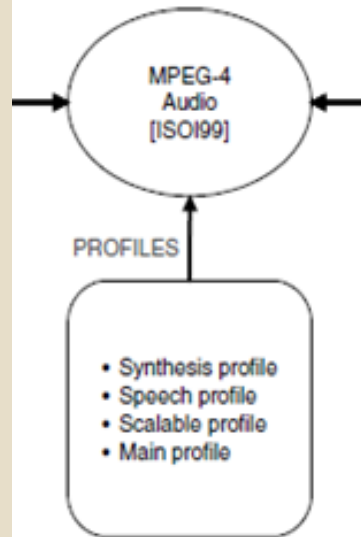 MPEG-4
Audio
[ISOI99]
PROFILES
• Synthesis profile
• Speech profile
• Scalable profile
• Main profile